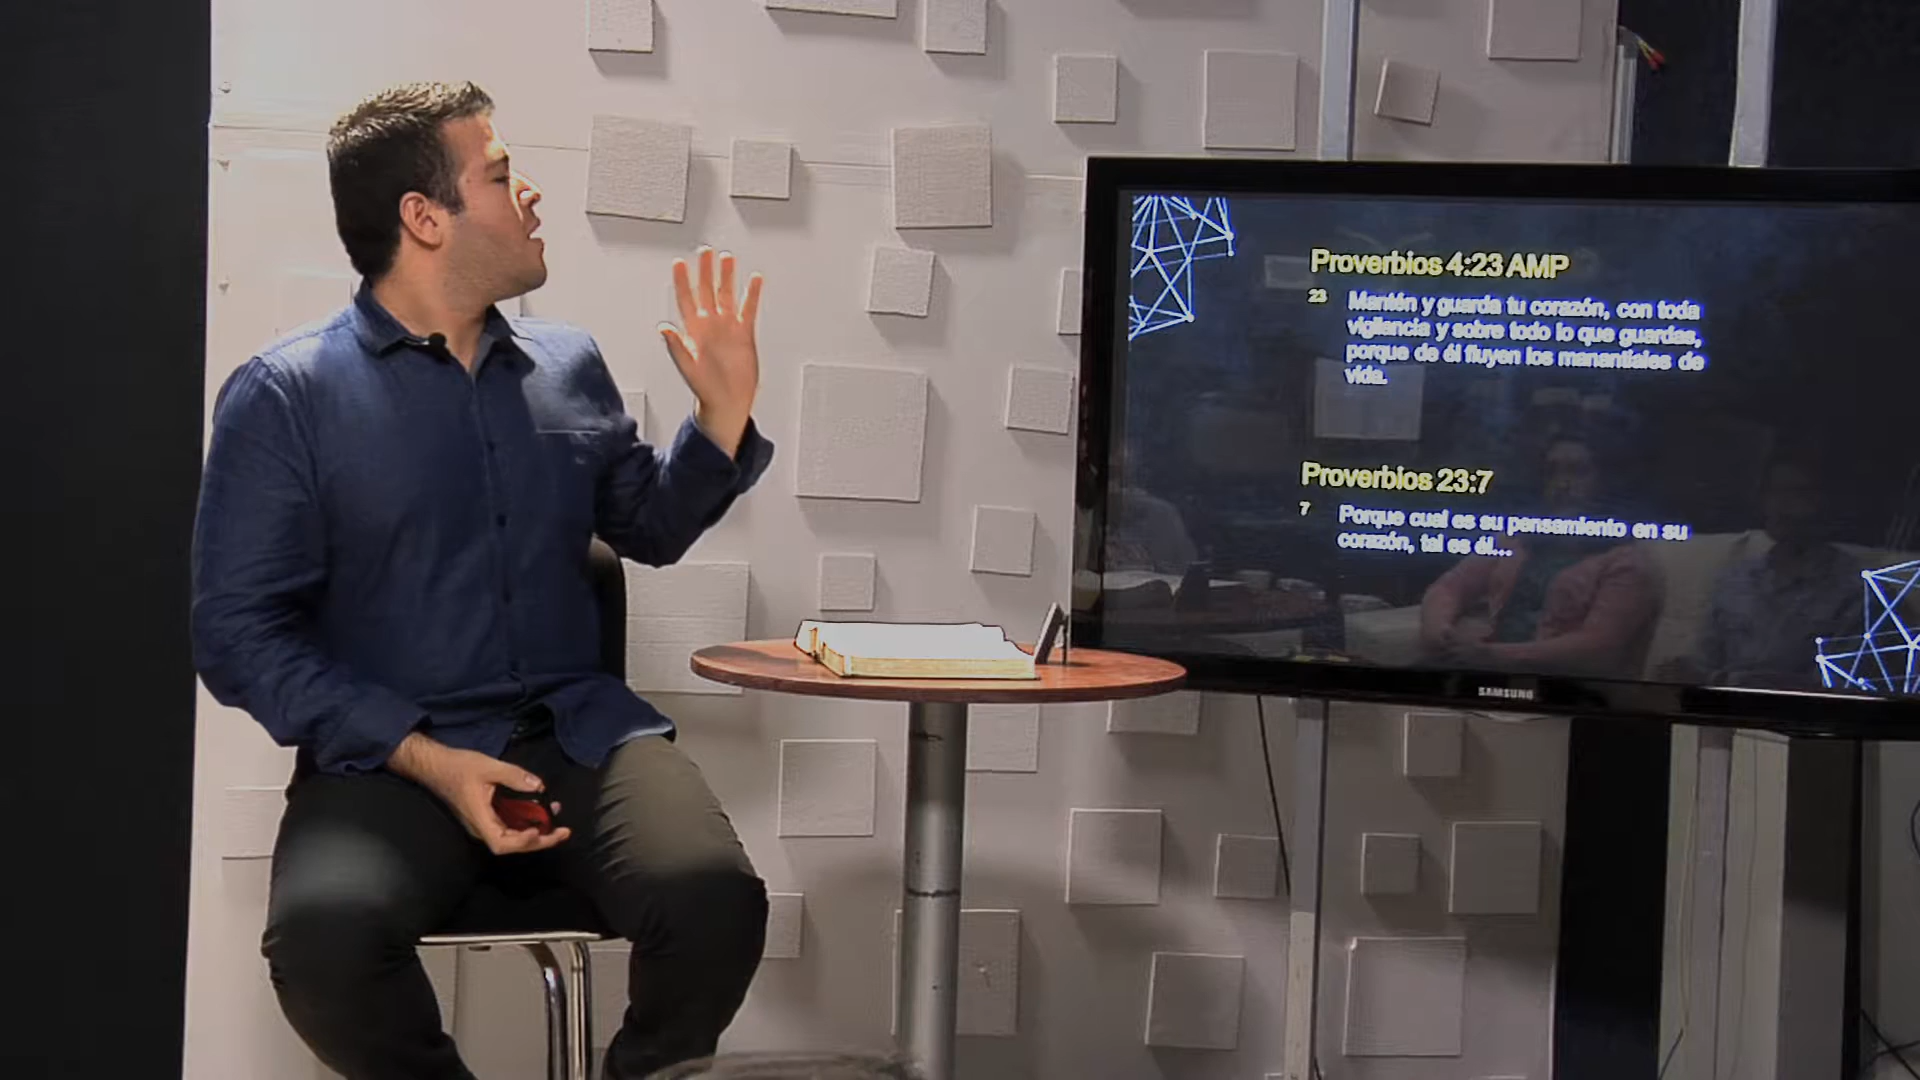 Proverbios 4:23 AMP
23 Mantén y guarda tu corazón, con toda
vigilancia y sobre todo lo que guardas,
porque de él fluyen los manantiales de
vida.
Proverbios 23:7
7 Porque cual es su pensamiento en su
corazón, tal es él...
SAMSUNG